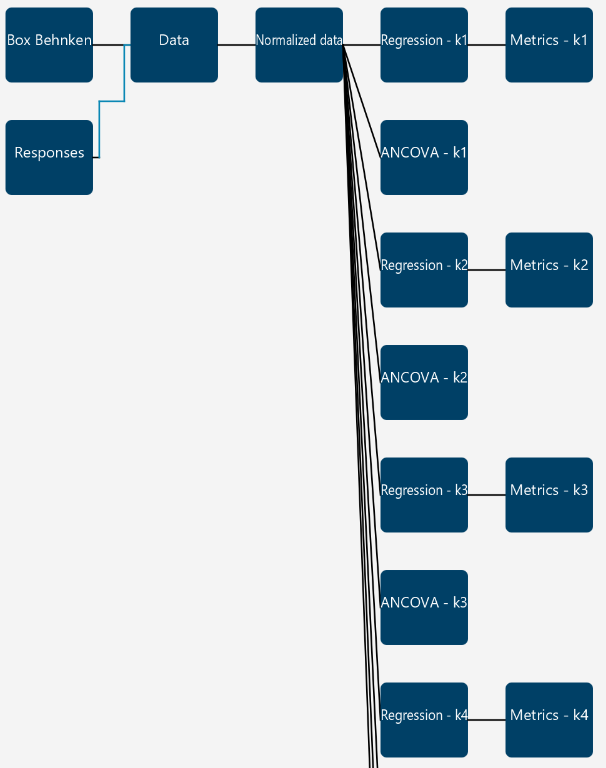 Box Behnken
Data
Normalized data
Regression - k1
Metrics - k1
Responses
ANCOVA - k1
Regression - k2
Metrics - k2
ANCOVA - k2
Regression - k3
Metrics - k3
ANCOVA - k3
Regression - k4
Metrics - k4